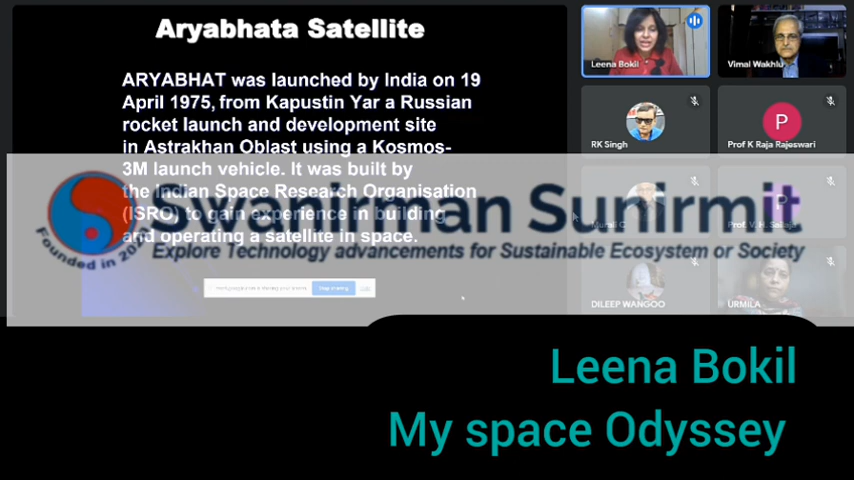 Aryabhata Satellite
ARYABHAT was launched by India on 19
April 1975, from Kapustin Yar a Russian
rocket launch and development site
in Astrakhan Oblast using a Kosmos-
3M launch vehicle. It was built by
the Indian Space Research Organisation
(ISRO) to gain experience in building
and operating a satellite in space.
Stop sharing
Leena Bokil
Vimal Wakhlu
RK Singh
P
Prof K Raja Rajeswari
Murali C
P
Prof. V. H. Sailaja
DILEEP WANGOO
URMILA
Swanirman Sunirmit
Explore Technology advancements for Sustainable Ecosystem or Society
Founded in
Leena Bokil
My space Odyssey